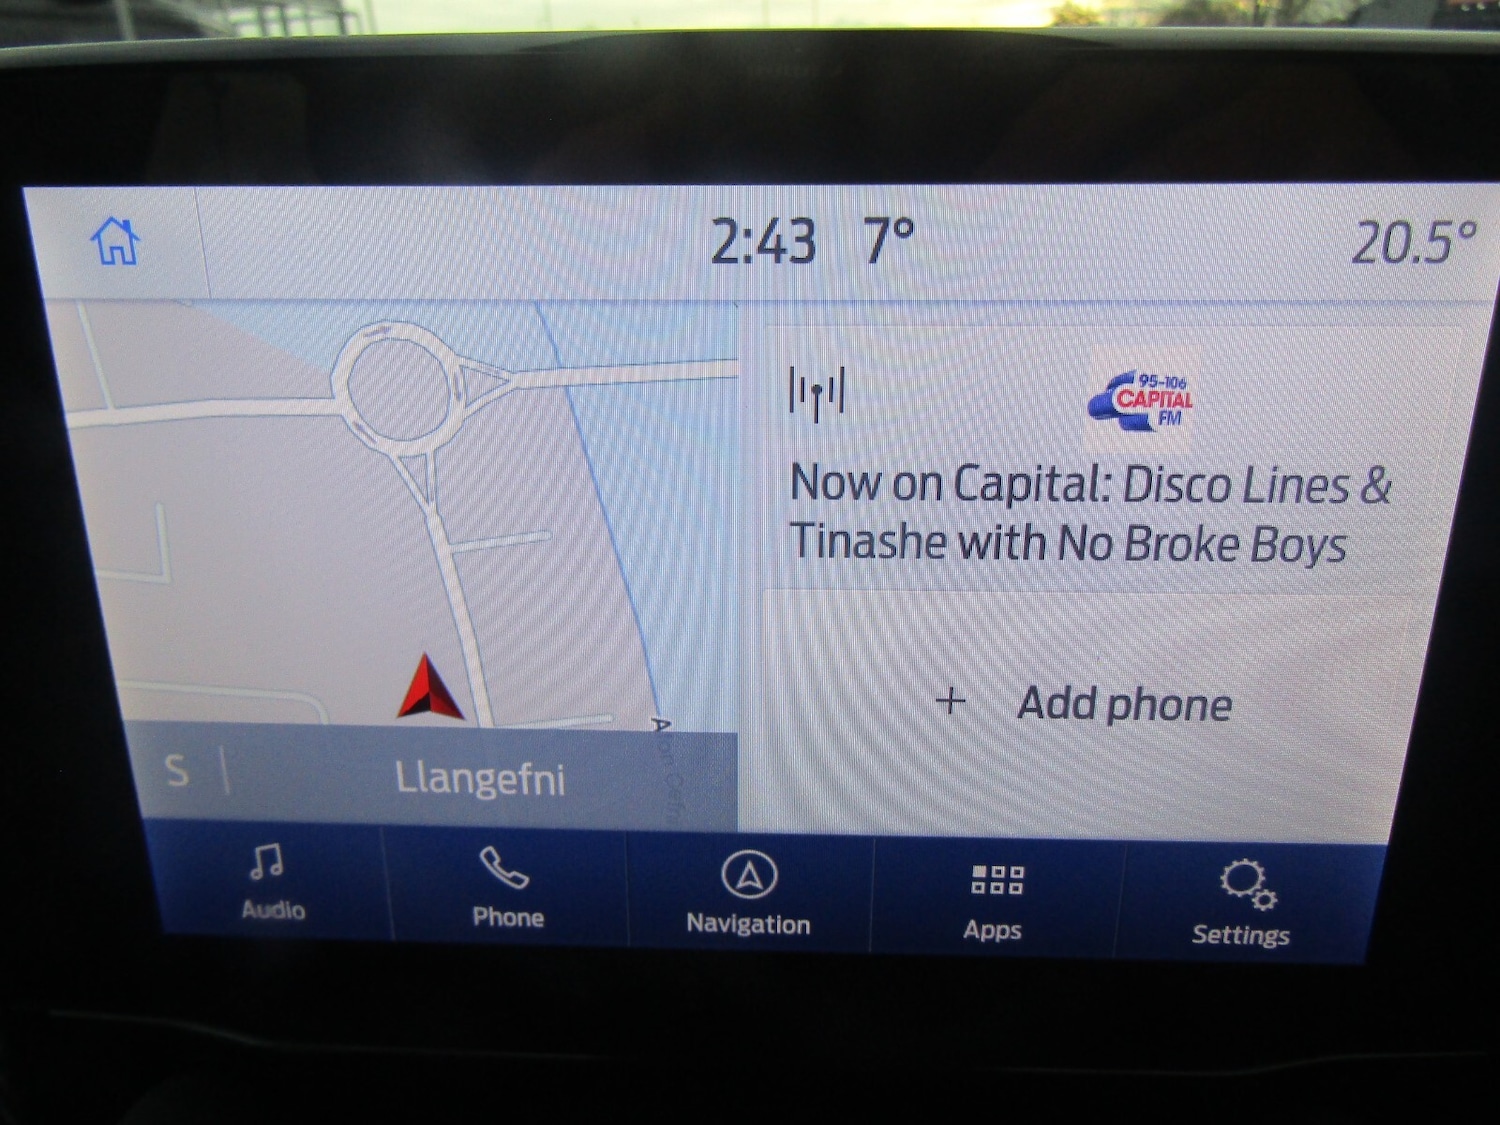 2:43 7° 20.5°
95-106
CAPITAL
FM
Now on Capital: Disco Lines &
Tinashe with No Broke Boys
+ Add phone
S | Llangefni
Audio Phone Navigation Apps Settings